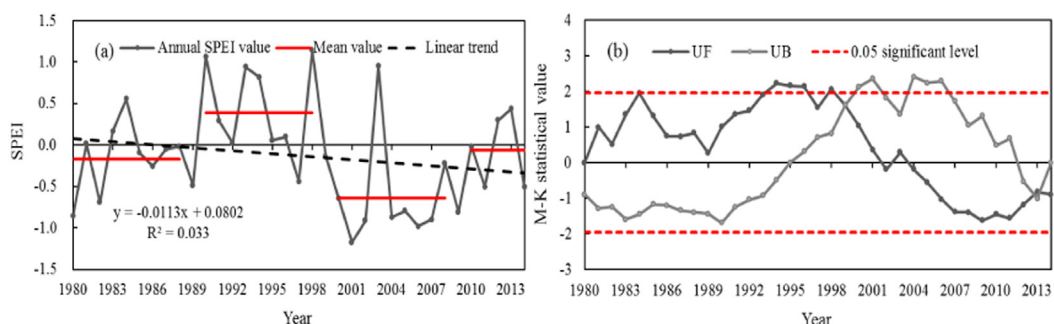 (a) Annual SPEI value Mean value Linear trend
1.5
1.0
0.5
0.0
-0.5
-1.0
-1.5
SPEI
y = -0.0113x + 0.0802
R² = 0.033
1980 1983 1986 1989 1992 1995 1998 2001 2004 2007 2010 2013
Year
(b) UF UB 0.05 significant level
4
3
2
1
0
-1
-2
-3
M-K statistical value
1980 1983 1986 1989 1992 1995 1998 2001 2004 2007 2010 2013
Year